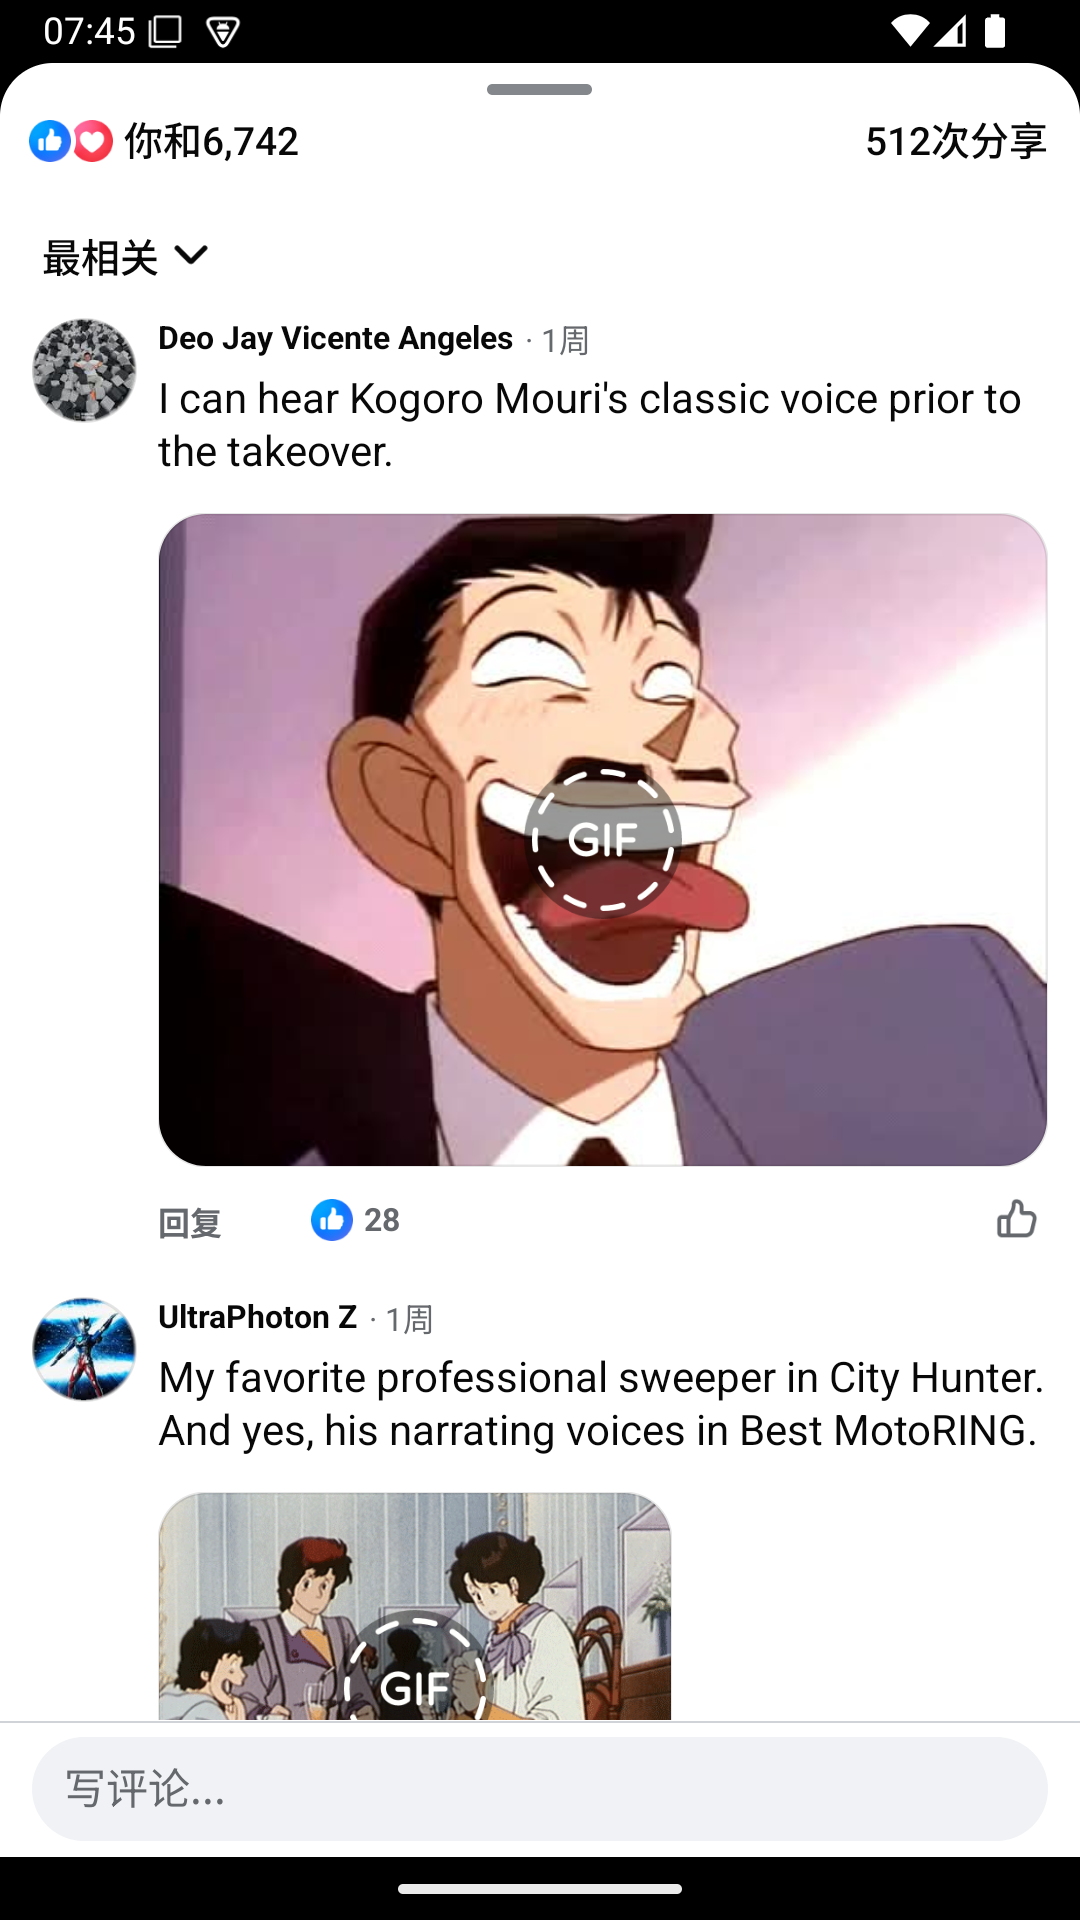 07:45
你和6,742
512次分享
最相关
Deo Jay Vicente Angeles · 1周
I can hear Kogoro Mouri's classic voice prior to
the takeover.
GIF
回复
28
UltraPhoton Z · 1周
My favorite professional sweeper in City Hunter.
And yes, his narrating voices in Best MotoRING.
GIF
写评论...